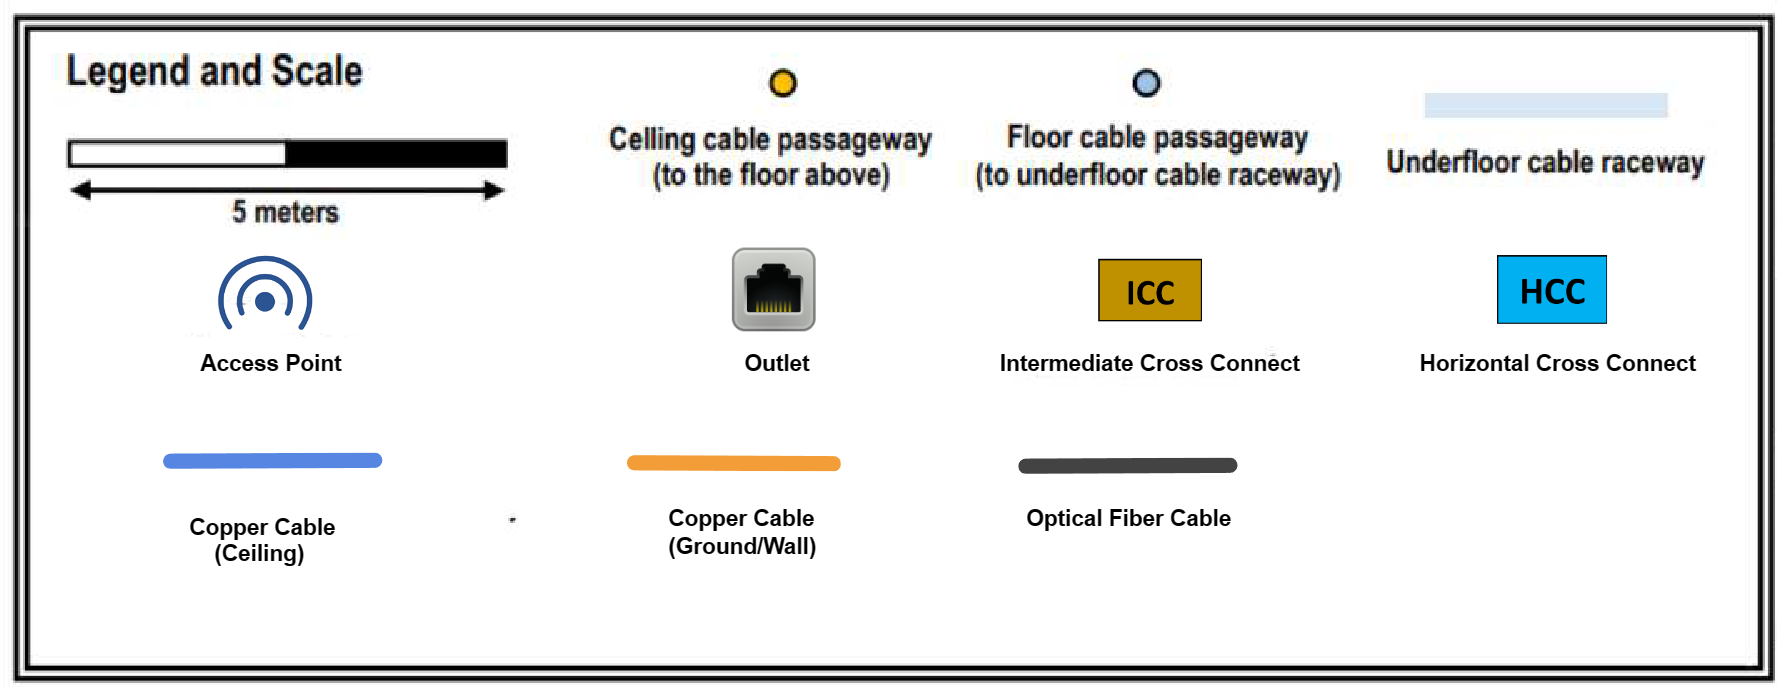 Legend and Scale
5 meters
Celling cable passageway
(to the floor above)
Floor cable passageway
(to underfloor cable raceway)
Underfloor cable raceway
Access Point
Outlet
ICC
Intermediate Cross Connect
HCC
Horizontal Cross Connect
Copper Cable
(Ceiling)
Copper Cable
(Ground/Wall)
Optical Fiber Cable